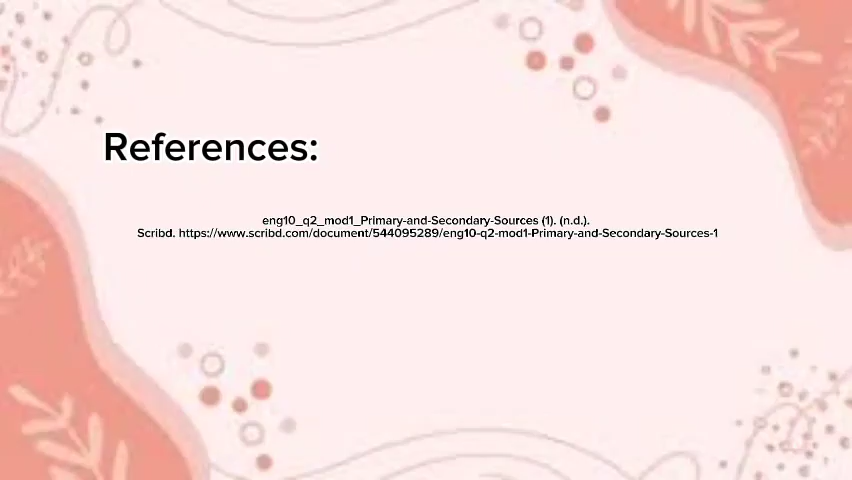 References:
eng10_q2_mod1_Primary-and-Secondary-Sources (1). (n.d.).
Scribd. https://www.scribd.com/document/544095289/eng10-q2-mod1-Primary-and-Secondary-Sources-1